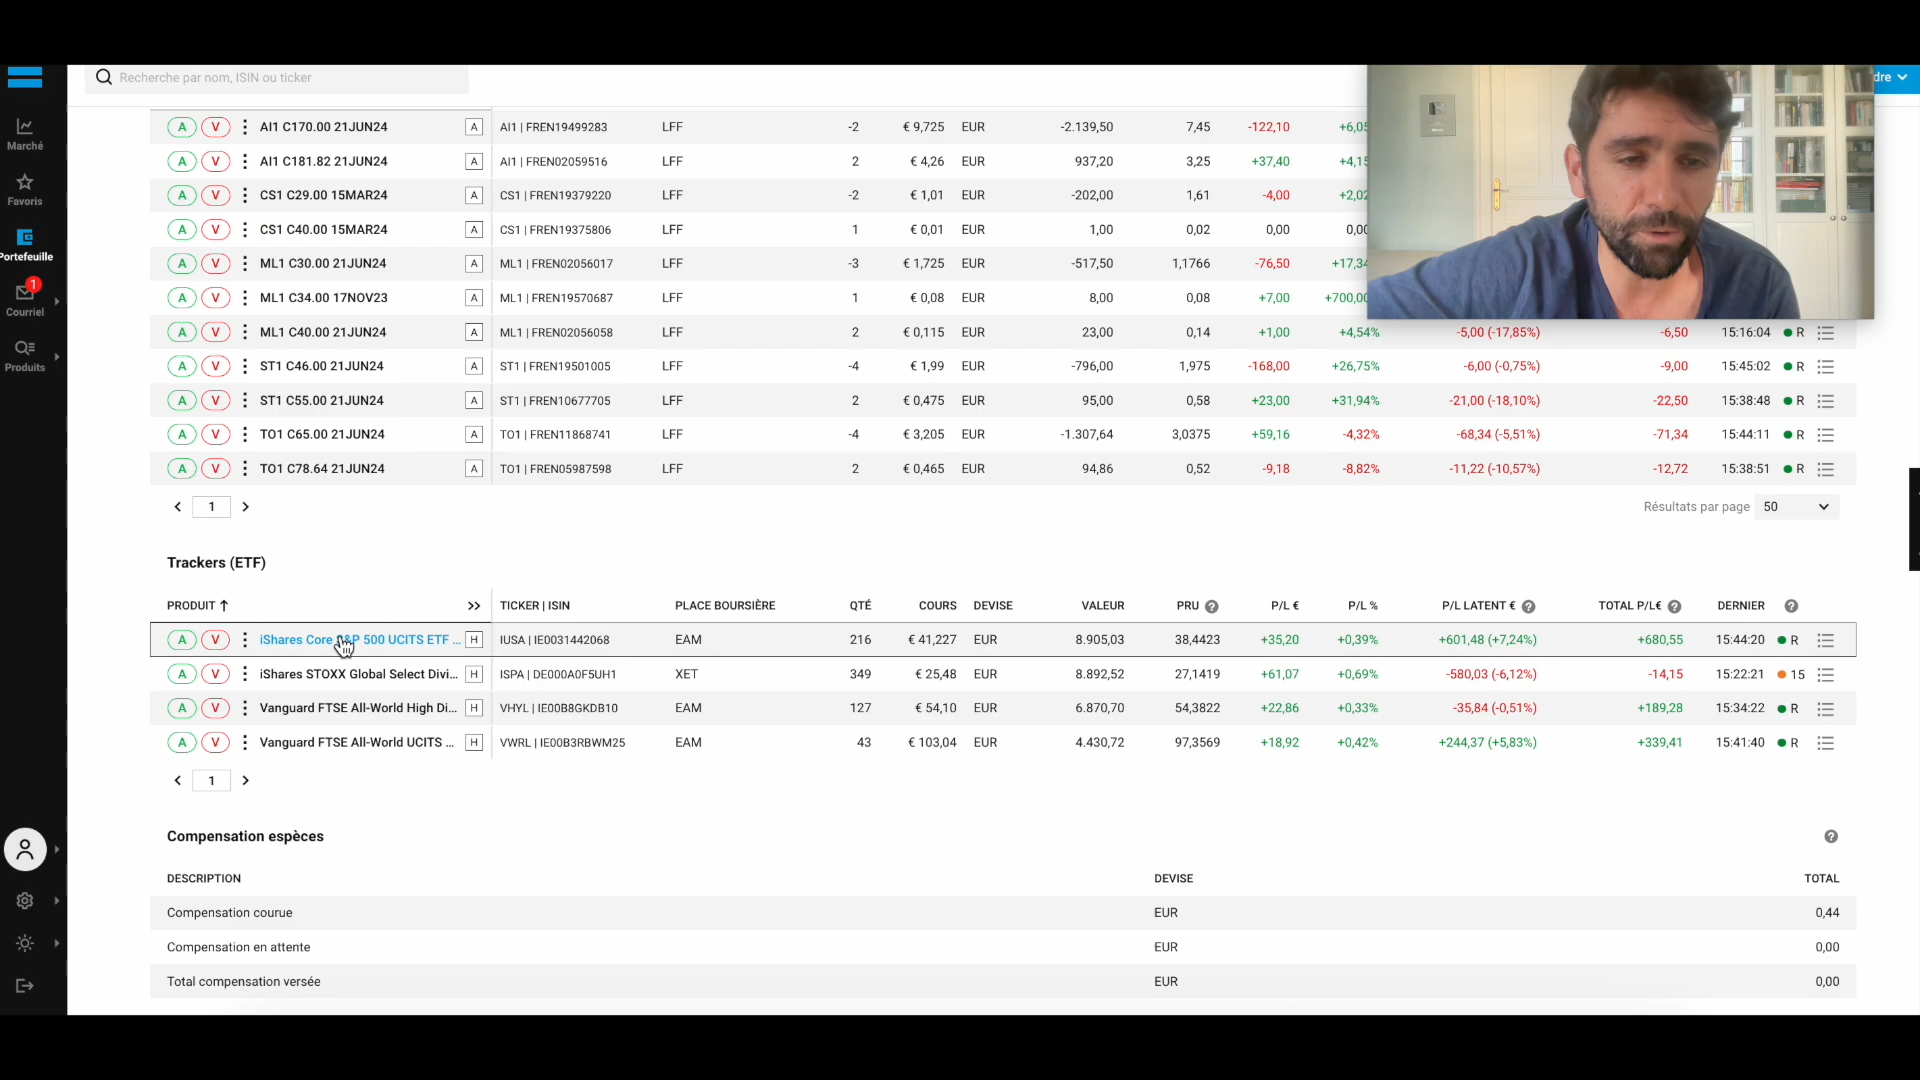 Recherche par nom, ISIN ou ticker
dre
Marché
Favoris
Portefeuille
1
Courriel
Produits
A V AI1 C170.00 21JUN24 A AI1 | FREN19499283 LFF -2 € 9,725 EUR -2.139,50 7,45 -122,10
A V AI1 C181.82 21JUN24 A AI1 | FREN02059516 LFF 2 € 4,26 EUR 937,20 3,25 +37,40
A V CS1 C29.00 15MAR24 A CS1 | FREN19379220 LFF -2 € 1,01 EUR -202,00 1,61 -4,00
A V CS1 C40.00 15MAR24 A CS1 | FREN19375806 LFF 1 € 0,01 EUR 1,00 0,02 0,00
A V ML1 C30.00 21JUN24 A ML1 | FREN02056017 LFF -3 € 1,725 EUR -517,50 1,1766 -76,50
A V ML1 C34.00 17NOV23 A ML1 | FREN19570687 LFF 1 € 0,08 EUR 8,00 0,08 +7,00
A V ML1 C40.00 21JUN24 A ML1 | FREN02056058 LFF 2 € 0,115 EUR 23,00 0,14 +1,00 +4,54% -5,00 (-17,85%) -6,50 15:16:04 R
A V ST1 C46.00 21JUN24 A ST1 | FREN19501005 LFF -4 € 1,99 EUR -796,00 1,975 -168,00 +26,75% -6,00 (-0,75%) -9,00 15:45:02 R
A V ST1 C55.00 21JUN24 A ST1 | FREN10677705 LFF 2 € 0,475 EUR 95,00 0,58 +23,00 +31,94% -21,00 (-18,10%) -22,50 15:38:48 R
A V TO1 C65.00 21JUN24 A TO1 | FREN11868741 LFF -4 € 3,205 EUR -1.307,64 3,0375 +59,16 -4,32% -68,34 (-5,51%) -71,34 15:44:11 R
A V TO1 C78.64 21JUN24 A TO1 | FREN05987598 LFF 2 € 0,465 EUR 94,86 0,52 -9,18 -8,82% -11,22 (-10,57%) -12,72 15:38:51 R
1 Résultats par page 50
Trackers (ETF)
PRODUIT TICKER | ISIN PLACE BOURSIÈRE QTÉ COURS DEVISE VALEUR PRU ? P/L € P/L % P/L LATENT € ? TOTAL P/L€ ? DERNIER ?
A V iShares Core S&P 500 UCITS ETF ... H IUSA | IE0031442068 EAM 216 € 41,227 EUR 8.905,03 38,4423 +35,20 +0,39% +601,48 (+7,24%) +680,55 15:44:20 R
A V iShares STOXX Global Select Divi... H ISPA | DE000A0F5UH1 XET 349 € 25,48 EUR 8.892,52 27,1419 +61,07 +0,69% -580,03 (-6,12%) -14,15 15:22:21 15
A V Vanguard FTSE All-World High Di... H VHYL | IE00B8GKDB10 EAM 127 € 54,10 EUR 6.870,70 54,3822 +22,86 +0,33% -35,84 (-0,51%) +189,28 15:34:22 R
A V Vanguard FTSE All-World UCITS ... H VWRL | IE00B3RBWM25 EAM 43 € 103,04 EUR 4.430,72 97,3569 +18,92 +0,42% +244,37 (+5,83%) +339,41 15:41:40 R
1
Compensation espèces ?
DESCRIPTION DEVISE TOTAL
Compensation courue EUR 0,44
Compensation en attente EUR 0,00
Total compensation versée EUR 0,00